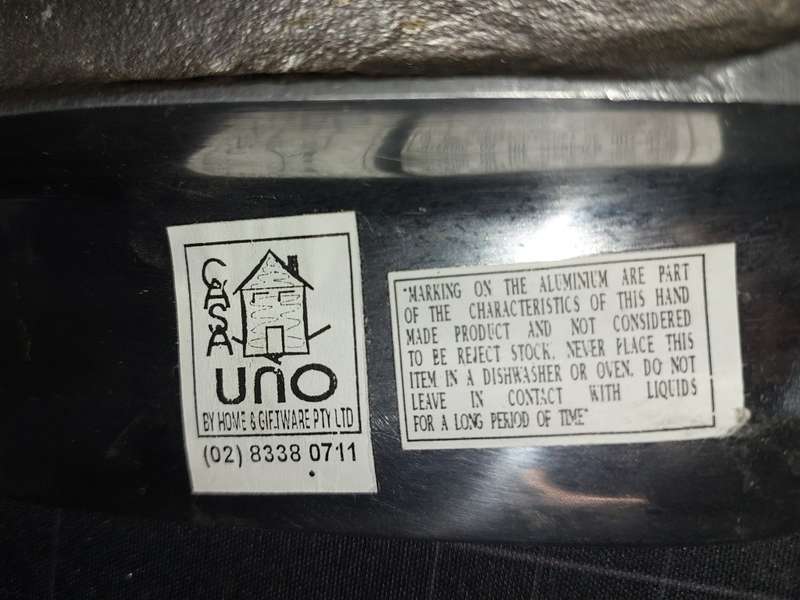 CASA
UNO
BY HOME & GIFTWARE PTY LTD
(02) 8338 0711
"MARKING ON THE ALUMINIUM ARE PART
OF THE CHARACTERISTICS OF THIS HAND
MADE PRODUCT AND NOT CONSIDERED
TO BE REJECT STOCK. NEVER PLACE THIS
ITEM IN A DISHWASHER OR OVEN. DO NOT
LEAVE IN CONTACT WITH LIQUIDS
FOR A LONG PERIOD OF TIME"